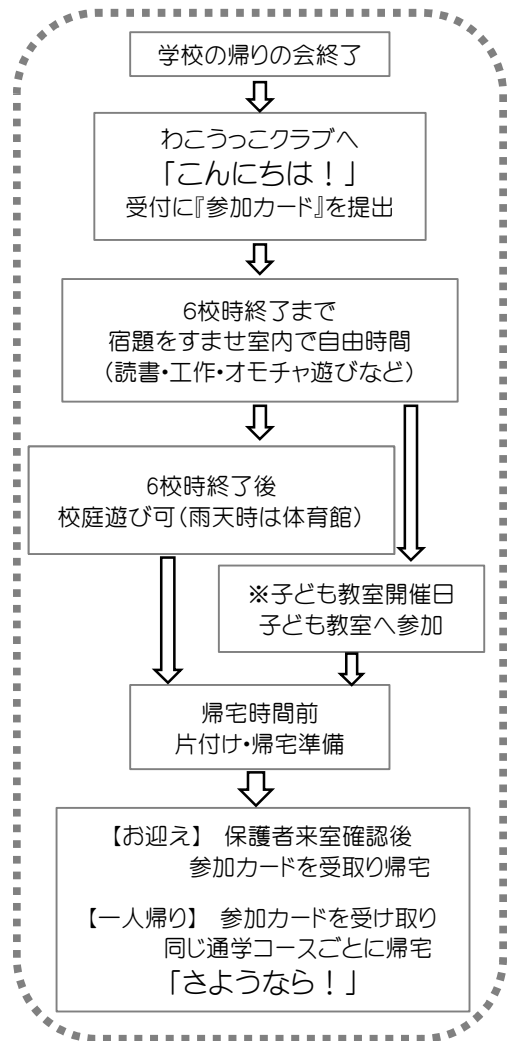 学校の帰りの会終了
わこうっこクラブへ
「こんにちは！」
受付に『参加カード』を提出
6校時終了まで
宿題をすませ室内で自由時間
（読書・工作・オモチャ遊びなど）
6校時終了後
校庭遊び可（雨天時は体育館）
※子ども教室開催日
子ども教室へ参加
帰宅時間前
片付け・帰宅準備
【お迎え】 保護者来室確認後
参加カードを受取り帰宅
【一人帰り】 参加カードを受け取り
同じ通学コースごとに帰宅
「さようなら！」